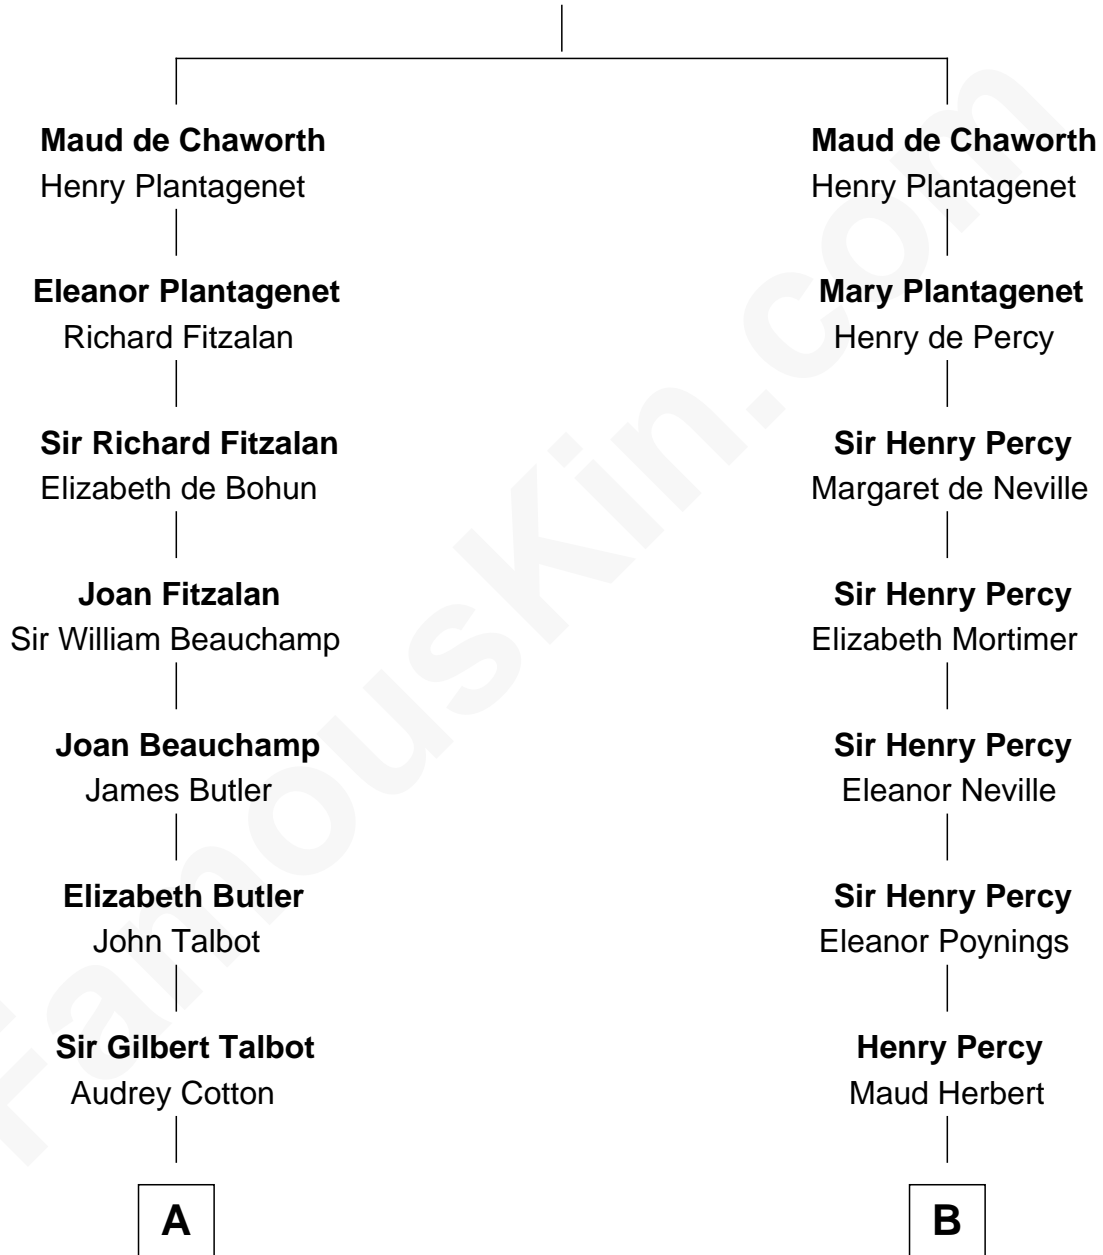 Maud de Chaworth
Henry Plantagenet
Eleanor Plantagenet
Richard Fitzalan
Sir Richard Fitzalan
Elizabeth de Bohun
Joan Fitzalan
Sir William Beauchamp
Joan Beauchamp
James Butler
Elizabeth Butler
John Talbot
Sir Gilbert Talbot
Audrey Cotton
A
Maud de Chaworth
Henry Plantagenet
Mary Plantagenet
Henry de Percy
Sir Henry Percy
Margaret de Neville
Sir Henry Percy
Elizabeth Mortimer
Sir Henry Percy
Eleanor Neville
Sir Henry Percy
Eleanor Poynings
Henry Percy
Maud Herbert
B
FamousKin.com